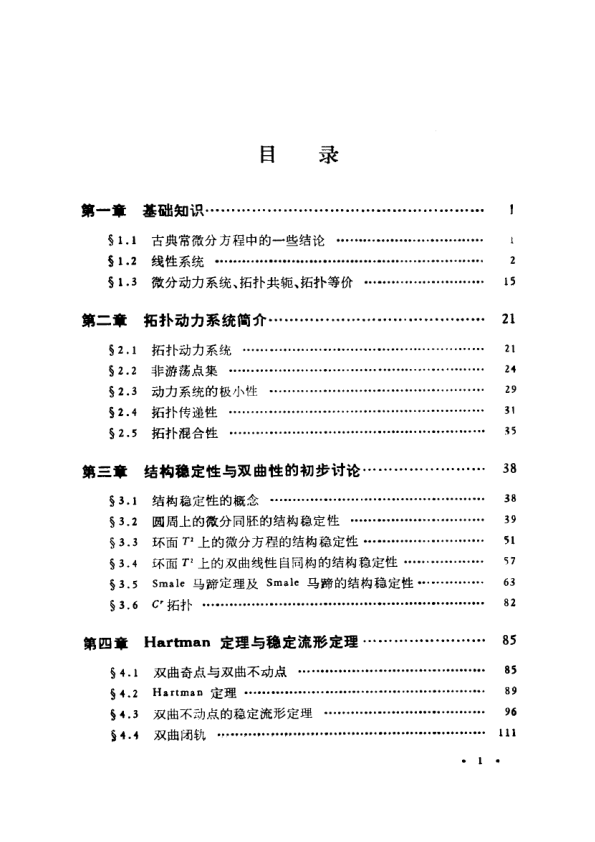 目 录
第一章 基础知识 …… 1
§1.1 古典常微分方程中的一些结论 …… 1
§1.2 线性系统 …… 2
§1.3 微分动力系统、拓扑共轭、拓扑等价 …… 15
第二章 拓扑动力系统简介 …… 21
§2.1 拓扑动力系统 …… 21
§2.2 非游荡点集 …… 24
§2.3 动力系统的极小性 …… 29
§2.4 拓扑传递性 …… 31
§2.5 拓扑混合性 …… 35
第三章 结构稳定性与双曲性的初步讨论 …… 38
§3.1 结构稳定性的概念 …… 38
§3.2 圆周上的微分同胚的结构稳定性 …… 39
§3.3 环面 T² 上的微分方程的结构稳定性 …… 51
§3.4 环面 T² 上的双曲线性自同构的结构稳定性 …… 57
§3.5 Smale 马蹄定理及 Smale 马蹄的结构稳定性 …… 63
§3.6 Cʳ 拓扑 …… 82
第四章 Hartman 定理与稳定流形定理 …… 85
§4.1 双曲奇点与双曲不动点 …… 85
§4.2 Hartman 定理 …… 89
§4.3 双曲不动点的稳定流形定理 …… 96
§4.4 双曲闭轨 …… 111
• 1 •